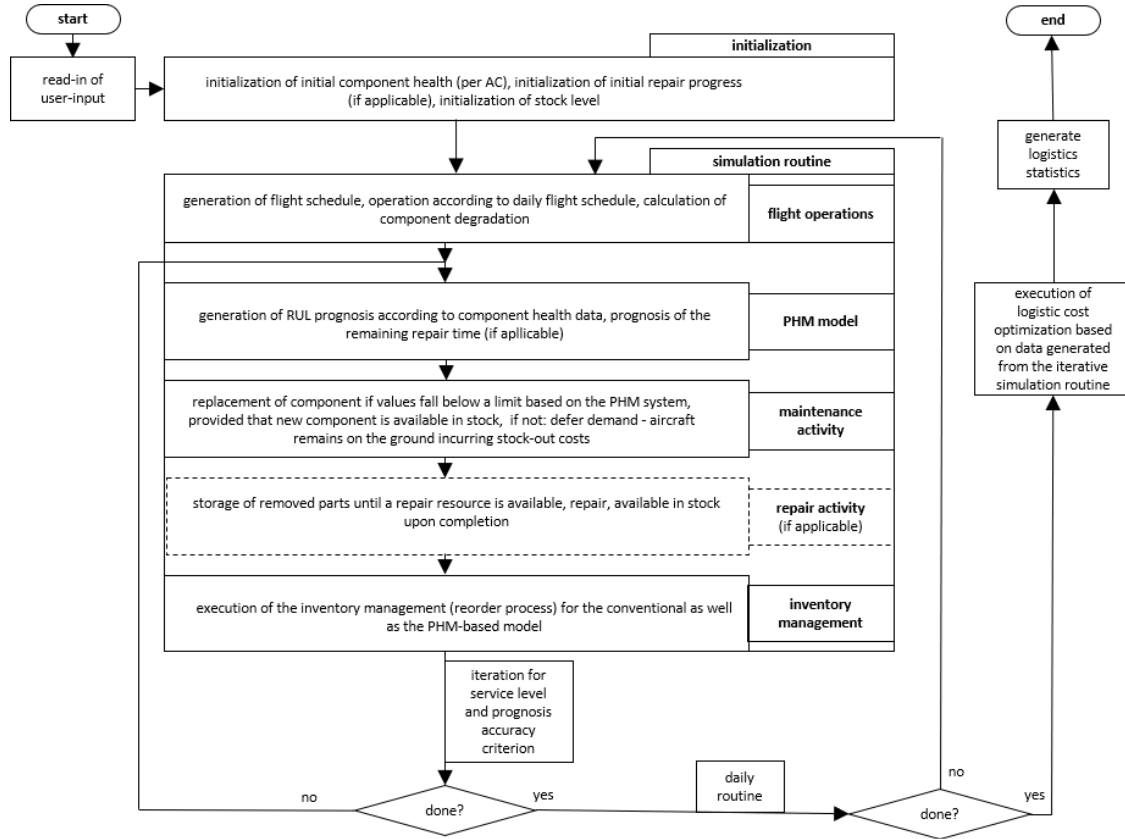 start
read-in of
user-input
initialization
initialization of initial component health (per AC), initialization of initial repair progress
(if applicable), initialization of stock level
simulation routine
generation of flight schedule, operation according to daily flight schedule, calculation of
component degradation
flight operations
generation of RUL prognosis according to component health data, prognosis of the
remaining repair time (if apllicable)
PHM model
replacement of component if values fall below a limit based on the PHM system,
provided that new component is available in stock, if not: defer demand - aircraft
remains on the ground incurring stock-out costs
maintenance
activity
storage of removed parts until a repair resource is available, repair, available in stock
upon completion
repair activity
(if applicable)
execution of the inventory management (reorder process) for the conventional as well
as the PHM-based model
inventory
management
iteration for
service level
and prognosis
accuracy
criterion
no
done?
yes
daily
routine
no
done?
yes
execution of
logistic cost
optimization based
on data generated
from the iterative
simulation routine
generate
logistics
statistics
end